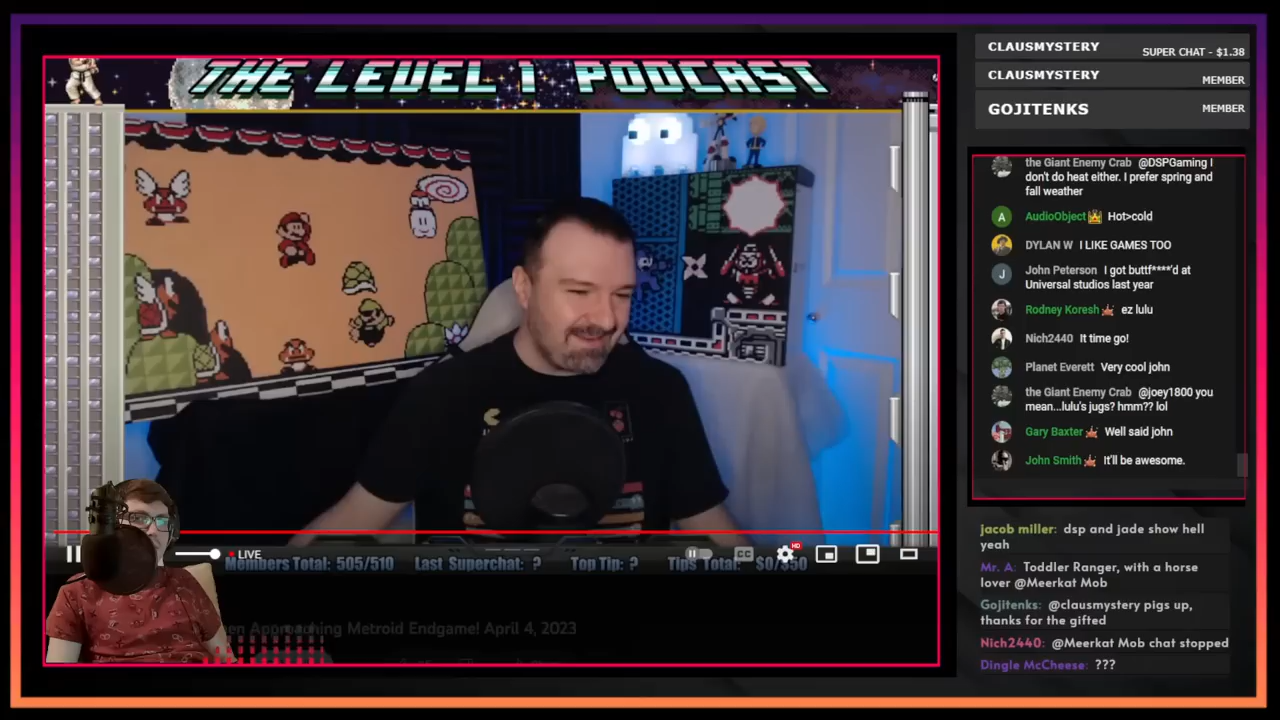 THE LEVEL 1 PODCAST
CLAUSMYSTERY
SUPER CHAT - $1.38
CLAUSMYSTERY
MEMBER
GOJITENKS
MEMBER
the Giant Enemy Crab @DSPGaming I
don't do heat either. I prefer spring and
fall weather
A AudioObject Hot>cold
DYLAN W I LIKE GAMES TOO
J John Peterson I got buttf****'d at
Universal studios last year
Rodney Koresh ez lulu
Nich2440 It time go!
Planet Everett Very cool john
the Giant Enemy Crab @joey1800 you
mean...lulu's jugs? hmm?? lol
Gary Baxter Well said john
John Smith It'll be awesome.
LIVE
CC
HD
Members Total: 505/510 Last Superchat: ? Top Tip: ? Tips Total: $0/$50
Approaching Metroid Endgame! April 4, 2023
jacob miller: dsp and jade show hell
yeah
Mr. A: Toddler Ranger, with a horse
lover @Meerkat Mob
Gojitenks: @clausmystery pigs up,
thanks for the gifted
Nich2440: @Meerkat Mob chat stopped
Dingle McCheese: ???